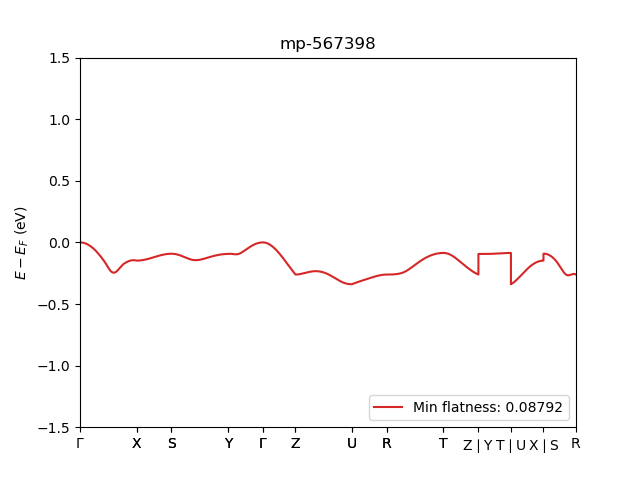 mp-567398
1.5
1.0
0.5
0.0
−0.5
−1.0
−1.5
E − E_F (eV)
Min flatness: 0.08792
Γ X S Y Γ Z U R T Z | Y T | U X | S R